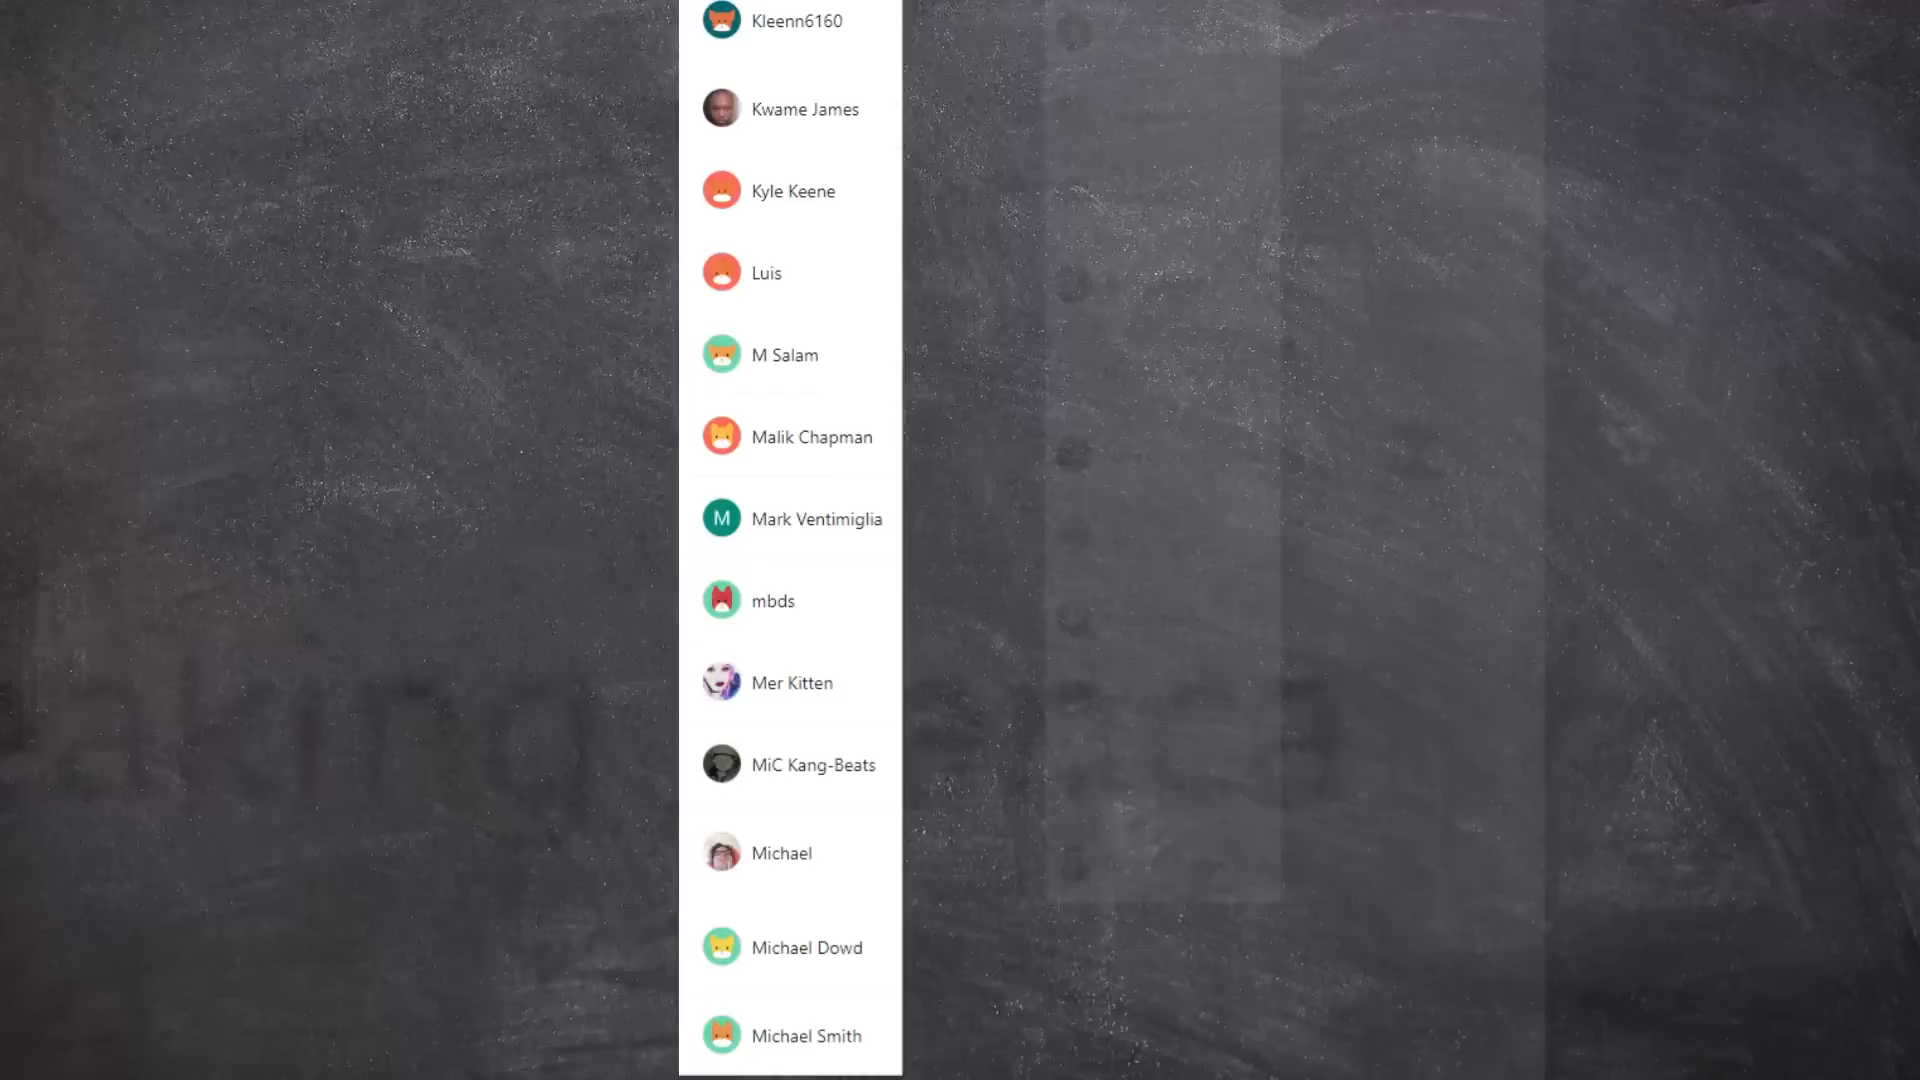 Kleenn6160
Kwame James
Kyle Keene
Luis
M Salam
Malik Chapman
M Mark Ventimiglia
mbds
Mer Kitten
MiC Kang-Beats
Michael
Michael Dowd
Michael Smith